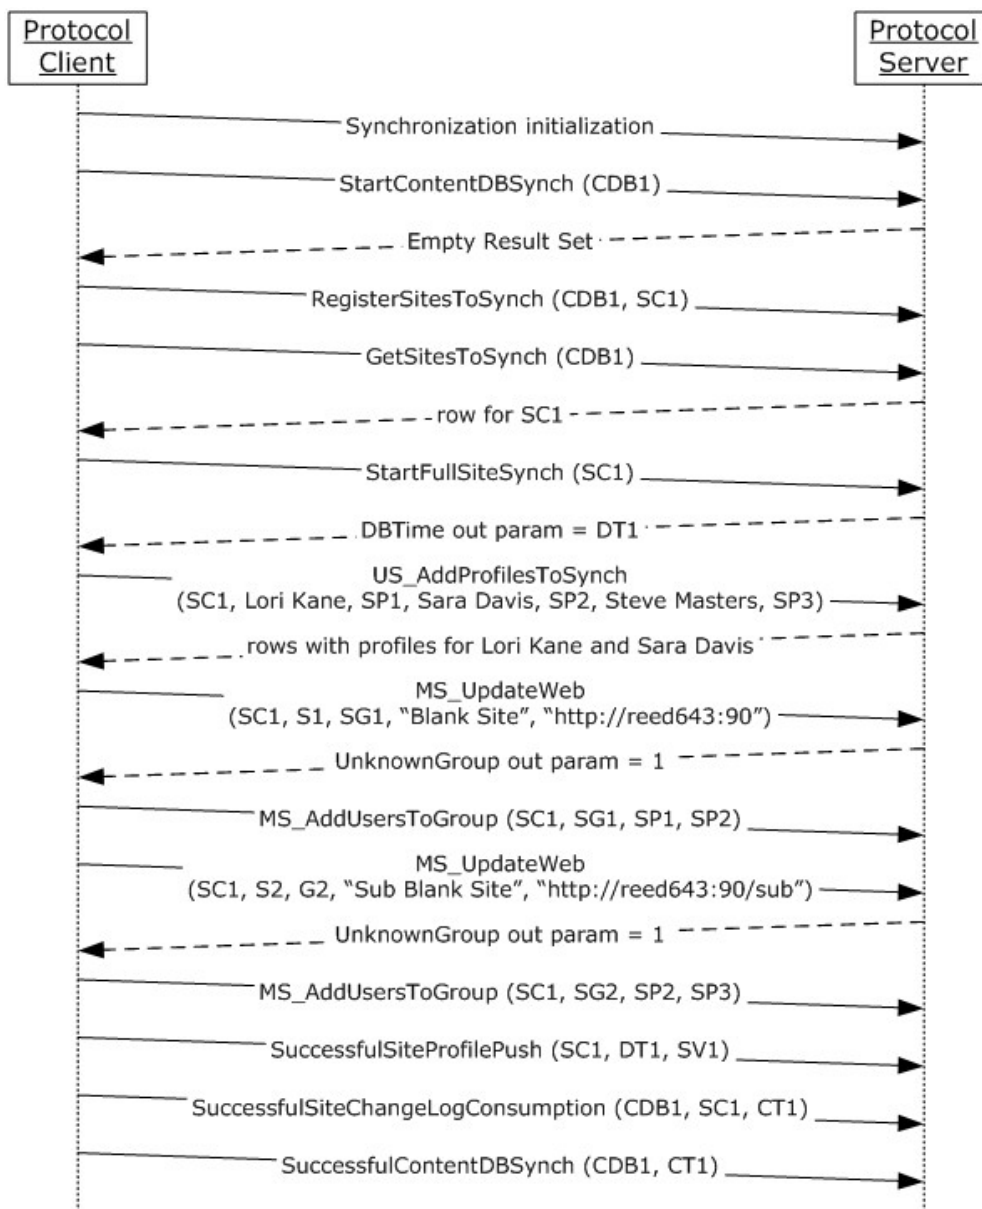 Protocol
Client
Protocol
Server
Synchronization initialization
StartContentDBSynch (CDB1)
Empty Result Set
RegisterSitesToSynch (CDB1, SC1)
GetSitesToSynch (CDB1)
row for SC1
StartFullSiteSynch (SC1)
DBTime out param = DT1
US_AddProfilesToSynch
(SC1, Lori Kane, SP1, Sara Davis, SP2, Steve Masters, SP3)
rows with profiles for Lori Kane and Sara Davis
MS_UpdateWeb
(SC1, S1, SG1, “Blank Site”, “http://reed643:90”)
UnknownGroup out param = 1
MS_AddUsersToGroup (SC1, SG1, SP1, SP2)
MS_UpdateWeb
(SC1, S2, G2, “Sub Blank Site”, “http://reed643:90/sub”)
UnknownGroup out param = 1
MS_AddUsersToGroup (SC1, SG2, SP2, SP3)
SuccessfulSiteProfilePush (SC1, DT1, SV1)
SuccessfulSiteChangeLogConsumption (CDB1, SC1, CT1)
SuccessfulContentDBSynch (CDB1, CT1)